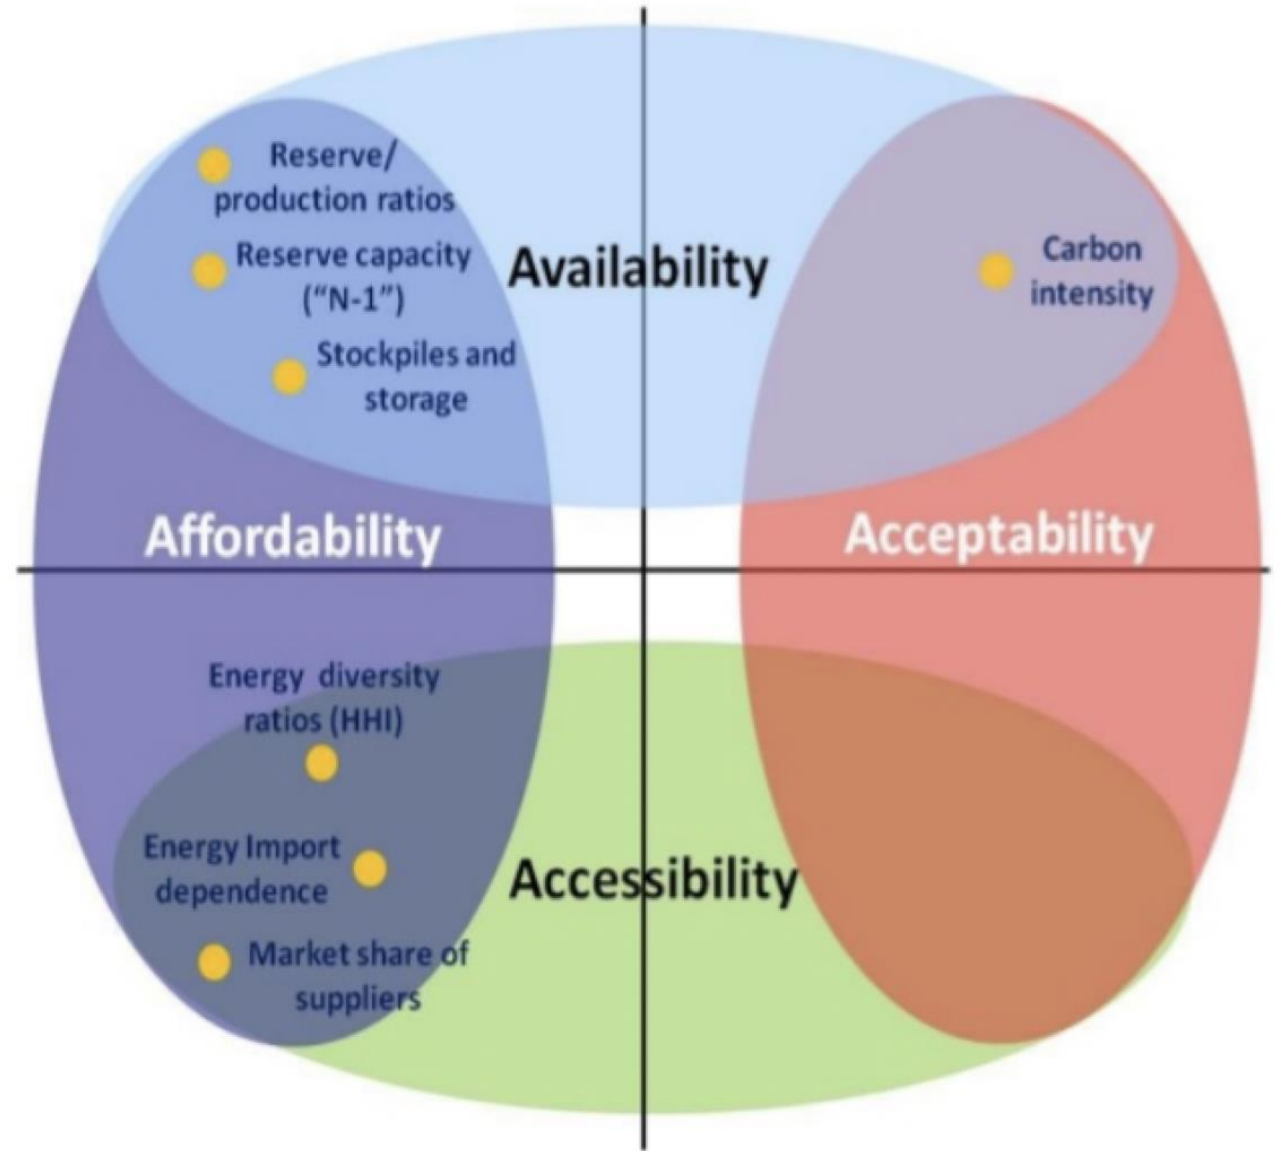 Reserve/
production ratios
Reserve capacity
(“N-1”)
Stockpiles and
storage
Availability
Carbon
intensity
Affordability
Acceptability
Energy diversity
ratios (HHI)
Energy Import
dependence
Market share of
suppliers
Accessibility